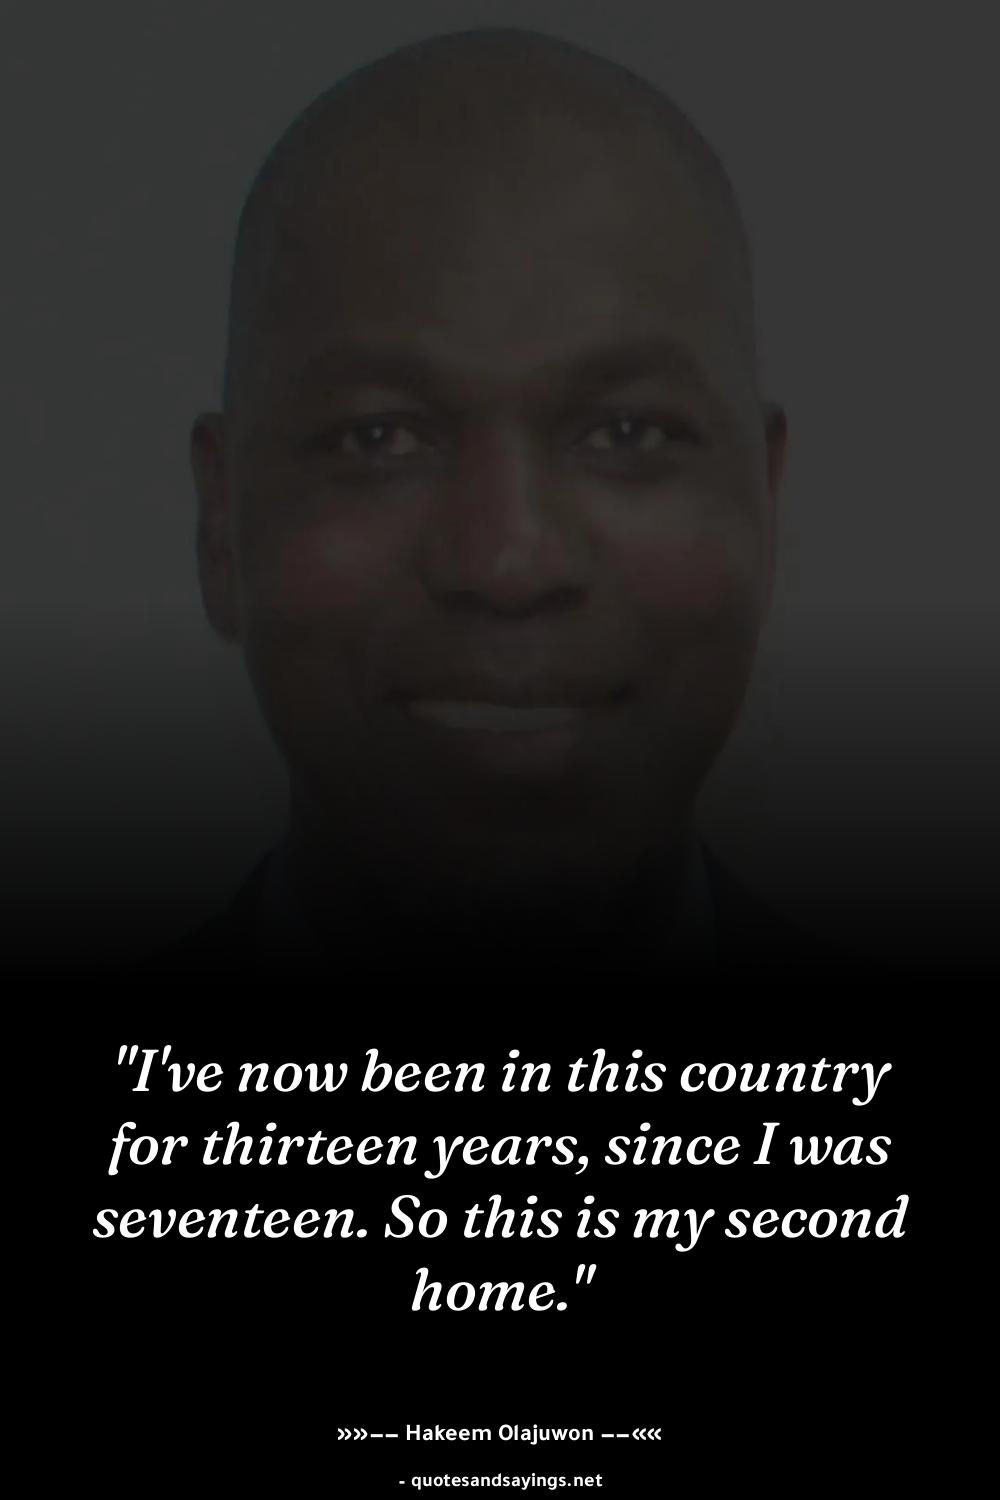 "I've now been in this country
for thirteen years, since I was
seventeen. So this is my second
home."
»»−− Hakeem Olajuwon −−««
- quotesandsayings.net